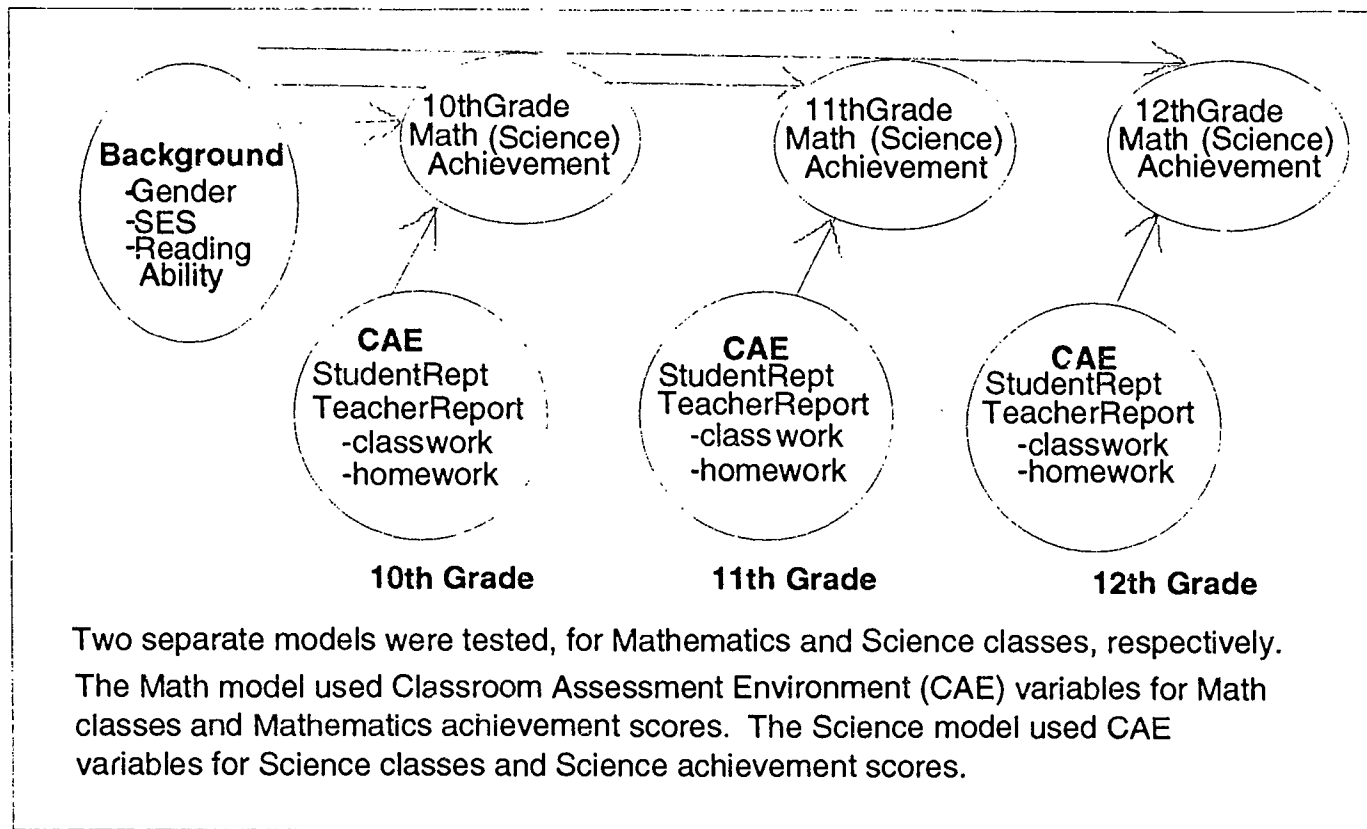 Background
-Gender
-SES
-Reading
Ability
10thGrade
Math (Science)
Achievement
11thGrade
Math (Science)
Achievement
12thGrade
Math (Science)
Achievement
CAE
StudentRept
TeacherReport
-classwork
-homework
CAE
StudentRept
TeacherReport
-class work
-homework
CAE
StudentRept
TeacherReport
-classwork
-homework
10th Grade
11th Grade
12th Grade
Two separate models were tested, for Mathematics and Science classes, respectively.
The Math model used Classroom Assessment Environment (CAE) variables for Math
classes and Mathematics achievement scores. The Science model used CAE
variables for Science classes and Science achievement scores.